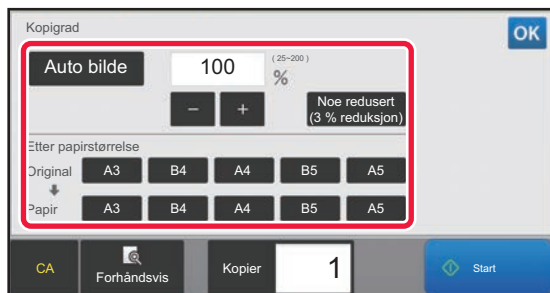 Kopigrad
OK
Auto bilde
100
(25~200)
%
− +
Noe redusert
(3 % reduksjon)
Etter papirstørrelse
Original A3 B4 A4 B5 A5
Papir A3 B4 A4 B5 A5
CA
Forhåndsvis
Kopier
1
Start